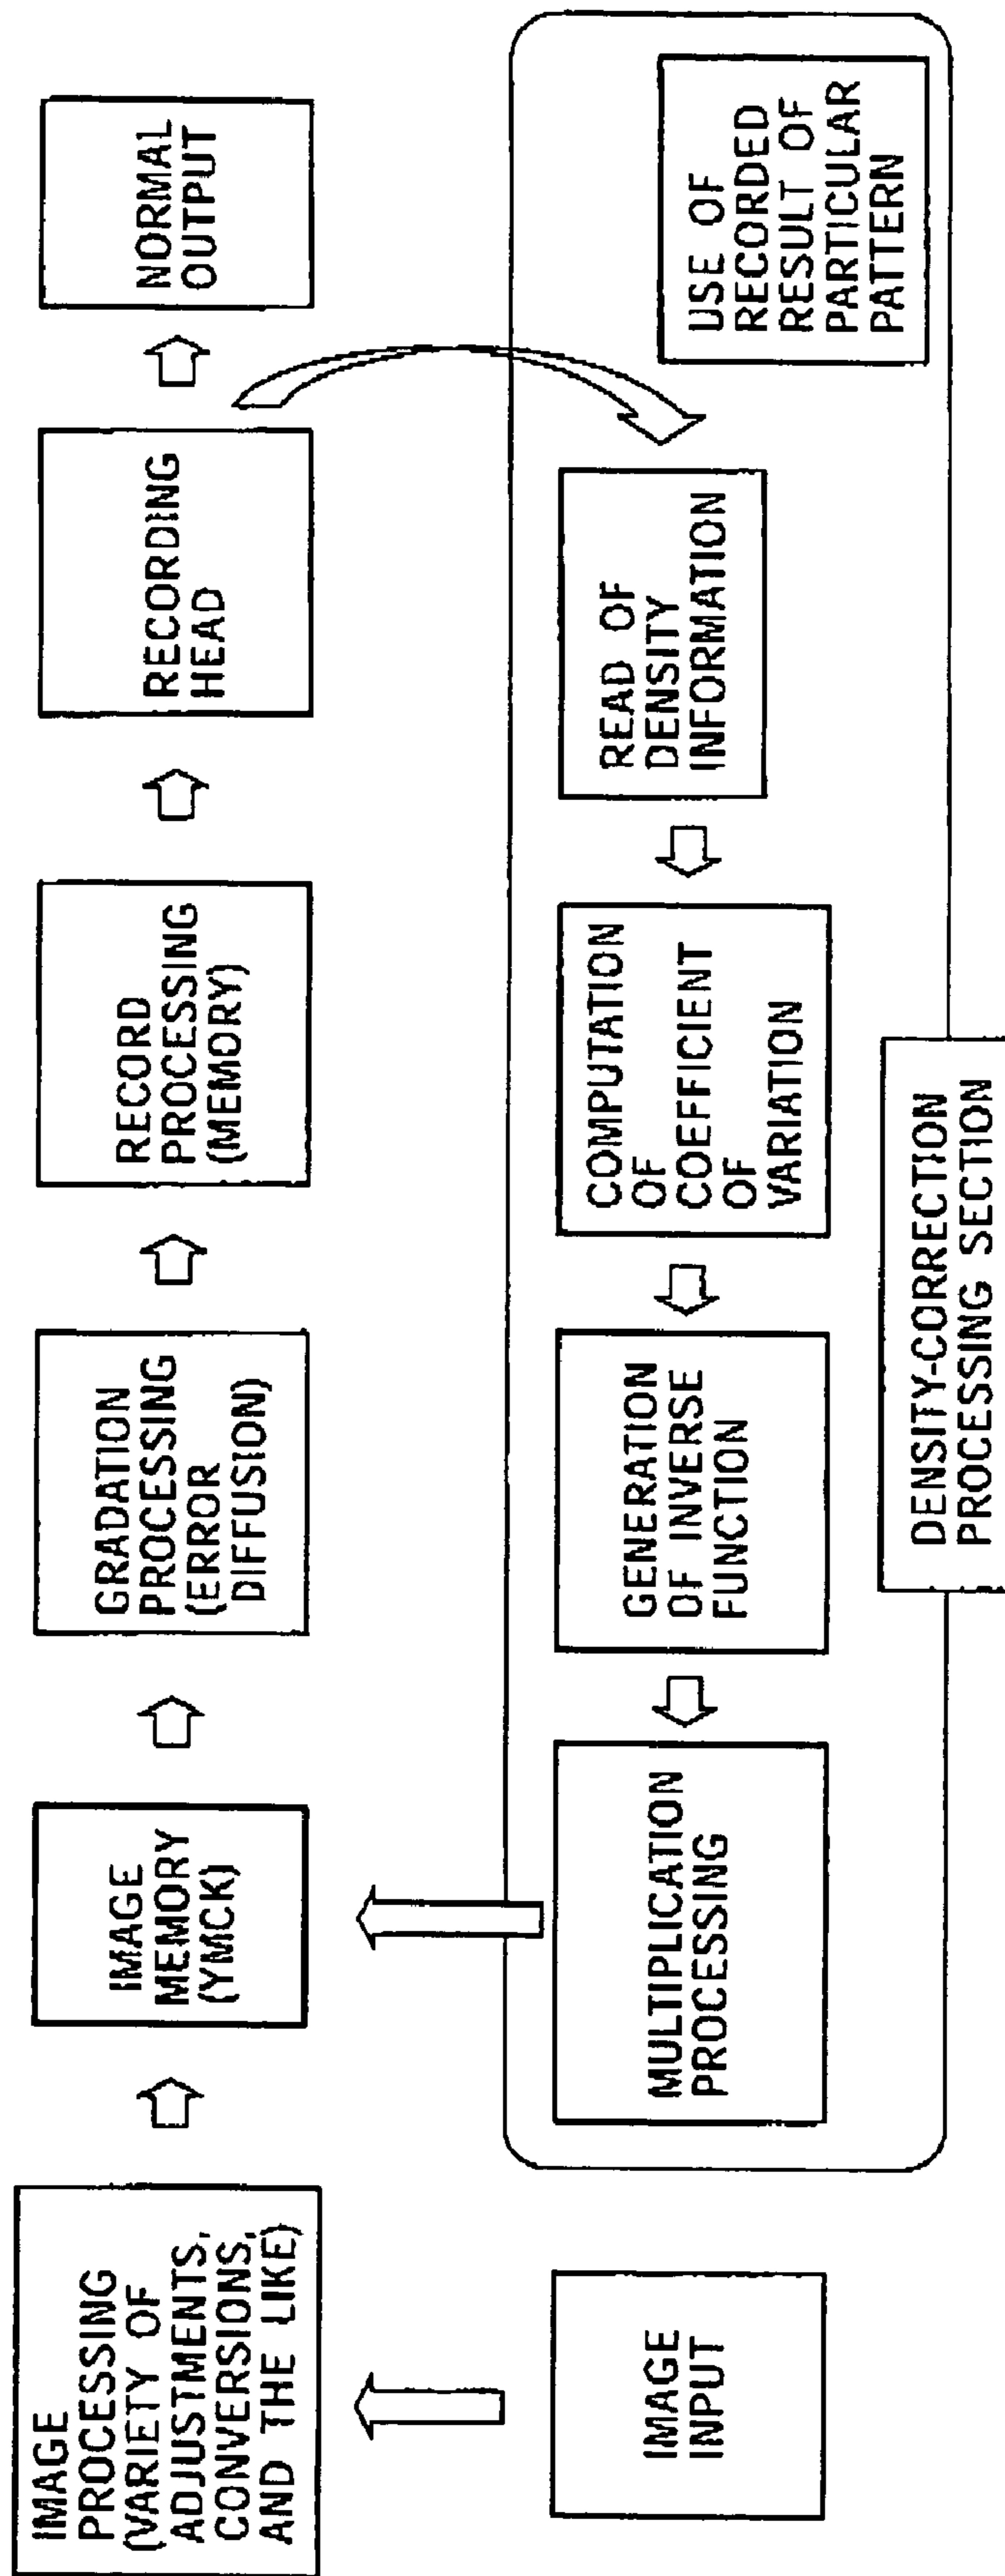 IMAGE
PROCESSING
(VARIETY OF
ADJUSTMENTS,
CONVERSIONS,
AND THE LIKE)
IMAGE
MEMORY
(YMCK)
GRADATION
PROCESSING
(ERROR
DIFFUSION)
RECORD
PROCESSING
(MEMORY)
RECORDING
HEAD
NORMAL
OUTPUT
IMAGE
INPUT
MULTIPLICATION
PROCESSING
GENERATION
OF INVERSE
FUNCTION
COMPUTATION
OF
COEFFICIENT
OF
VARIATION
READ OF
DENSITY
INFORMATION
USE OF
RECORDED
RESULT OF
PARTICULAR
PATTERN
DENSITY-CORRECTION
PROCESSING SECTION